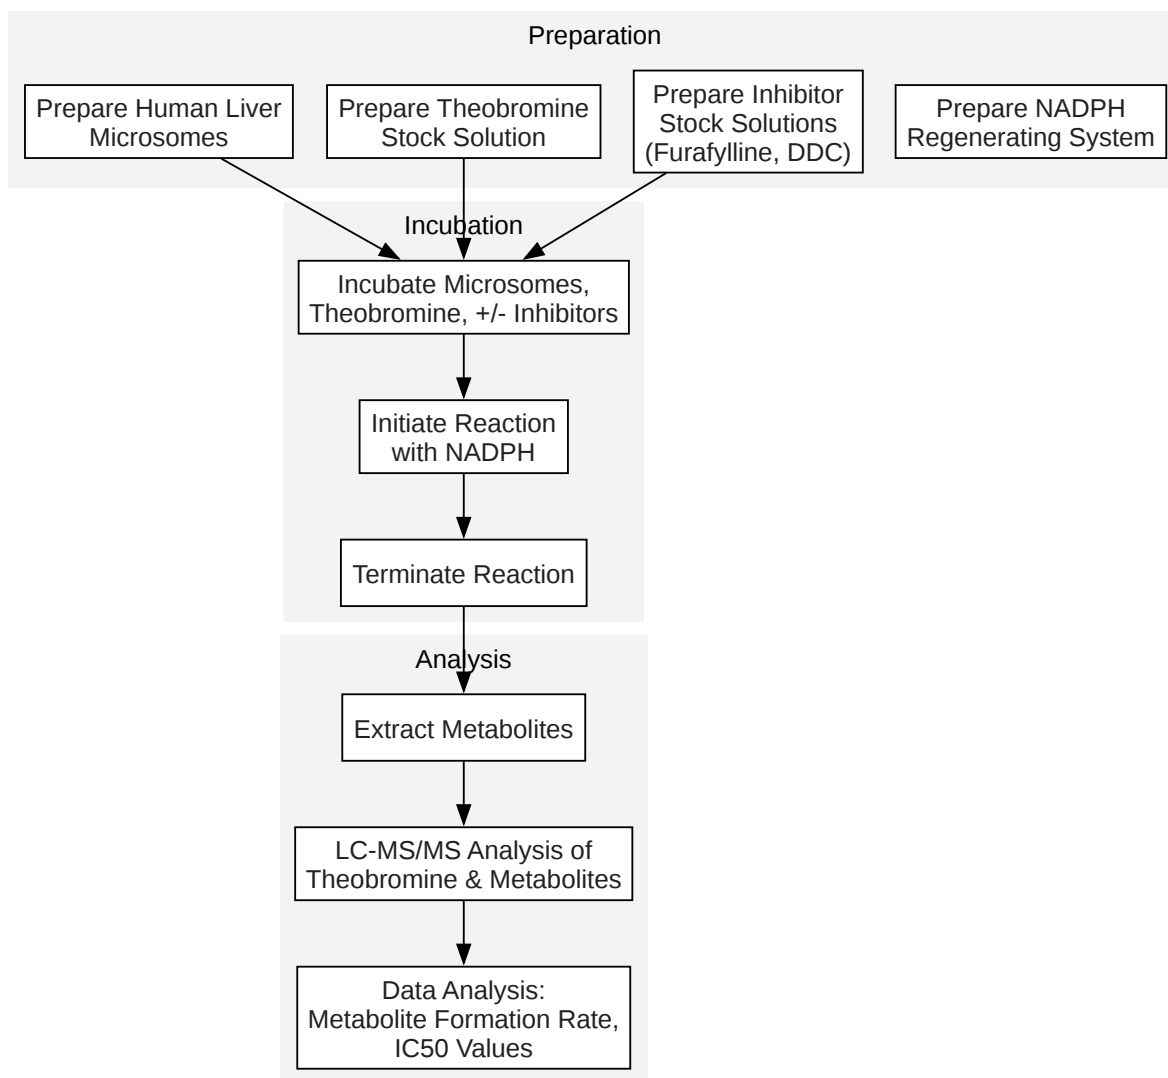 Preparation
Prepare Human Liver
Microsomes
Prepare Theobromine
Stock Solution
Prepare Inhibitor
Stock Solutions
(Furafylline, DDC)
Prepare NADPH
Regenerating System
Incubation
Incubate Microsomes,
Theobromine, +/- Inhibitors
Initiate Reaction
with NADPH
Terminate Reaction
Analysis
Extract Metabolites
LC-MS/MS Analysis of
Theobromine & Metabolites
Data Analysis:
Metabolite Formation Rate,
IC50 Values